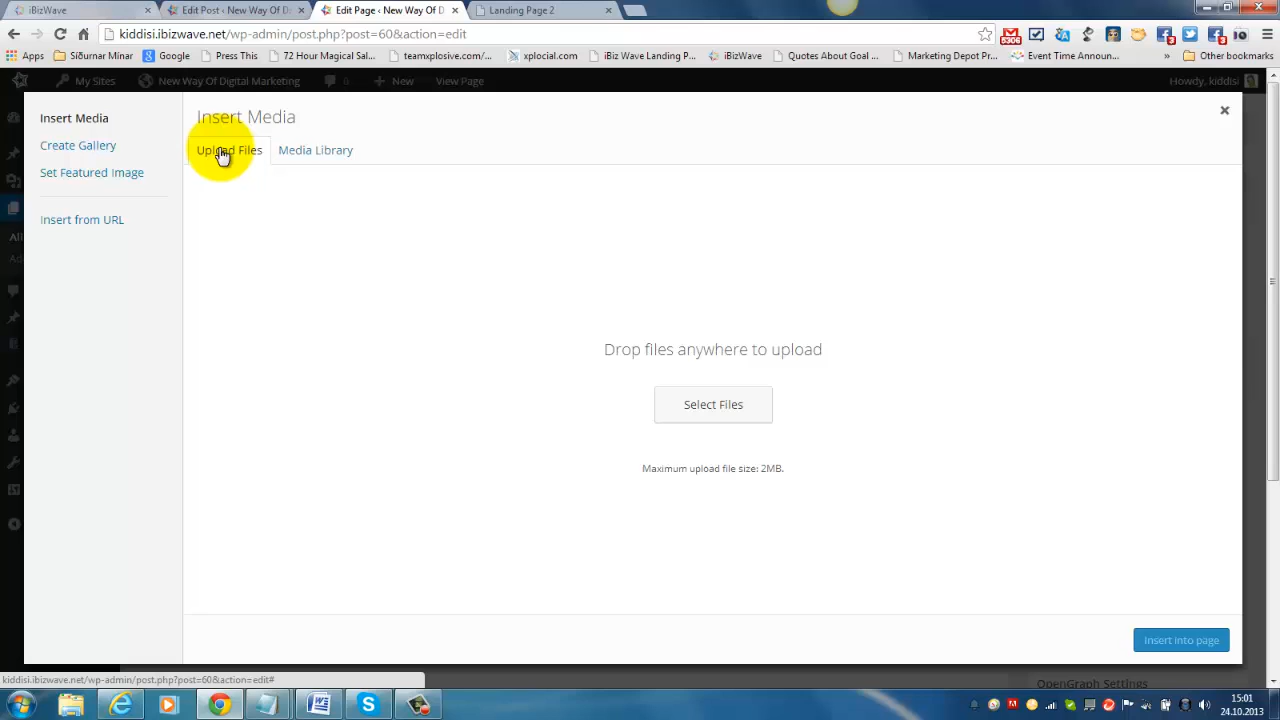 iBizWave
Edit Post ‹ New Way Of D
Edit Page ‹ New Way Of D
Landing Page 2
kiddisi.ibizwave.net/wp-admin/post.php?post=60&action=edit
5306
3
3
Apps
Síðurnar Mínar
Google
Press This
72 Hour Magical Sal...
teamxplosive.com/...
xplocial.com
iBiz Wave Landing P...
iBizWave
Quotes About Goal ...
Marketing Depot Pr...
Event Time Announ...
»
Other bookmarks
My Sites
New Way Of Digital Marketing
0
New
View Page
Howdy, kiddisi
Insert Media
Create Gallery
Set Featured Image
Insert from URL
Insert Media
Upload Files
Media Library
All
Ad
Drop files anywhere to upload
Select Files
Maximum upload file size: 2MB.
Insert into page
kiddisi.ibizwave.net/wp-admin/post.php?post=60&action=edit#
OpenGraph Settings
15:01
24.10.2013